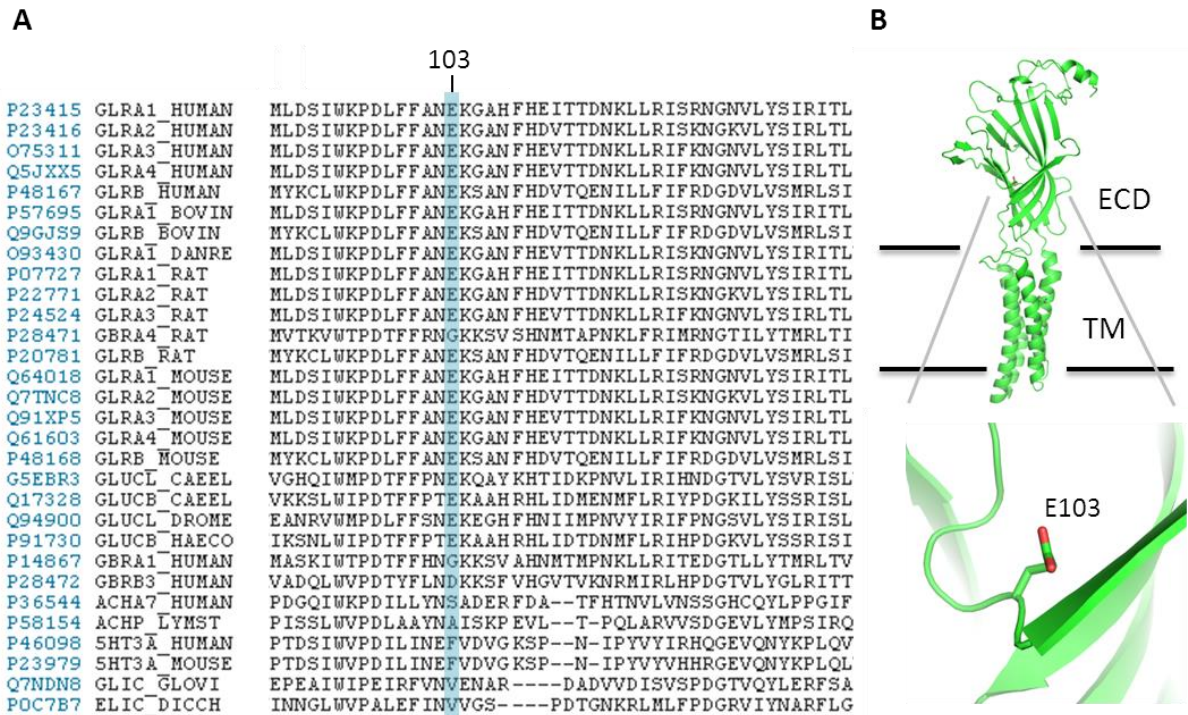 A
B
103
P23415 GLRA1_HUMAN MLDSIWKPDLFFANEKGAHFHEITTDNKLLRISRNGNVLYSIRITL
P23416 GLRA2_HUMAN MLDSIWKPDLFFANEKGANFHDVTTDNKLLRISKNGKVLYSIRLTL
O75311 GLRA3_HUMAN MLDSIWKPDLFFANEKGANFHEVTTDNKLLRIFKNGNVLYSIRLTL
Q5JXX5 GLRA4_HUMAN MLDSIWKPDLFFANEKGANFHEVTTDNKLLRIFKNGNVLYSIRLTL
P48167 GLRB_HUMAN MYKCLWKPDLFFANEKSANFHDVTQENILLFIFRDGDVLVSMRLSI
P57695 GLRA1_BOVIN MLDSIWKPDLFFANEKGAHFHEITTDNKLLRISRNGNVLYSIRITL
Q9GJS9 GLRB_BOVIN MYKCLWKPDLFFANEKSANFHDVTQENILLFIFRDGDVLVSMRLSI
O93430 GLRA1_DANRE MLDSIWKPDLFFANEKGANFHEVTTDNKLLRISKNGNVLYSIRITL
P07727 GLRA1_RAT MLDSIWKPDLFFANEKGAHFHEITTDNKLLRISRNGNVLYSIRITL
P22771 GLRA2_RAT MLDSIWKPDLFFANEKGANFHDVTTDNKLLRISKNGKVLYSIRLTL
P24524 GLRA3_RAT MLDSIWKPDLFFANEKGANFHEVTTDNKLLRIFKNGNVLYSIRLTL
P28471 GBRA4_RAT MVTKVWTPDTFFRNGKKSVSHNMTAPNKLFRIMRNGTILYTMRLTI
P20781 GLRB_RAT MYKCLWKPDLFFANEKSANFHDVTQENILLFIFRDGDVLVSMRLSI
Q64018 GLRA1_MOUSE MLDSIWKPDLFFANEKGAHFHEITTDNKLLRISRNGNVLYSIRITL
Q7TNC8 GLRA2_MOUSE MLDSIWKPDLFFANEKGANFHDVTTDNKLLRISKNGKVLYSIRLTL
Q91XP5 GLRA3_MOUSE MLDSIWKPDLFFANEKGANFHEVTTDNKLLRIFKNGNVLYSIRLTL
Q61603 GLRA4_MOUSE MLDSIWKPDLFFANEKGANFHEVTTDNKLLRIFKNGNVLYSIRLTL
P48168 GLRB_MOUSE MYKCLWKPDLFFANEKSANFHDVTQENILLFIFRDGDVLVSMRLSI
G5EBR3 GLUCL_CAEEL VGHQIWMPDTFFPNEKQAYKHTIDKPNVLIRIHNDGTVLYSVRISL
Q17328 GLUCB_CAEEL VKKSLWIPDTFFPTEKAAHRHLIDMENMFLRIYPDGKILYSSRISL
Q94900 GLUCL_DROME EANRVWMPDLFFSNEKEGHFHNIIMPNVYIRIFPNGSVLYSIRISL
P91730 GLUCB_HAECO IKSNLWIPDTFFPTEKAAHRHLIDTDNMFLRIHPDGKVLYSSRISI
P14867 GBRA1_HUMAN MASKIWTPDTFFHNGKKSVAHNMTMPNKLLRITEDGTLLYTMRLTV
P28472 GBRB3_HUMAN VADQLWVPDTYFLNDKKSFVHGVTVKNRMIRLHPDGTVLYGLRITT
P36544 ACHA7_HUMAN PDGQIWKPDILLYNSADERFDA--TFHTNVLVNSSGHCQYLPPGIF
P58154 ACHP_LYMST PISSLWVPDLAAYNAISKPEVL--T-PQLARVVSDGEVLYMPSIRQ
P46098 5HT3A_HUMAN PTDSIWVPDILINEFVDVGKSP--N-IPYVYIRHQGEVQNYKPLQV
P23979 5HT3A_MOUSE PTDSIWVPDILINEFVDVGKSP--N-IPYVYVHHRGEVQNYKPLQL
Q7NDN8 GLIC_GLOVI EPEAIWIPEIRFVNVENAR----DADVVDISVSPDGTVQYLERFSA
P0C7B7 ELIC_DICCH INNGLWVPALEFINVVGS----PDTGNKRLMLFPDGRVIYNARFLG
ECD
TM
E103